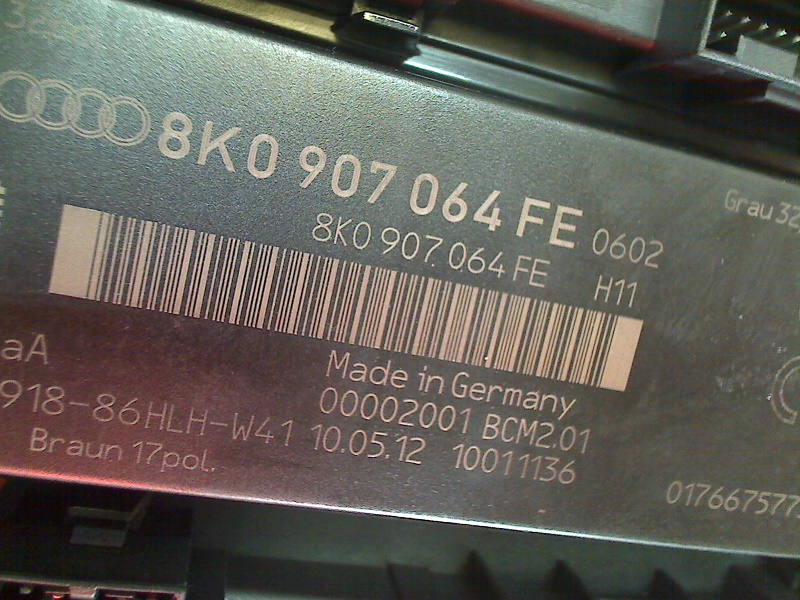 8K0 907 064 FE 0602
Grau 32
8K0 907 064 FE H11
aA
Made in Germany
00002001 BCM2.01
918-86HLH-W41 10.05.12 10011136
Braun 17pol.
017667577